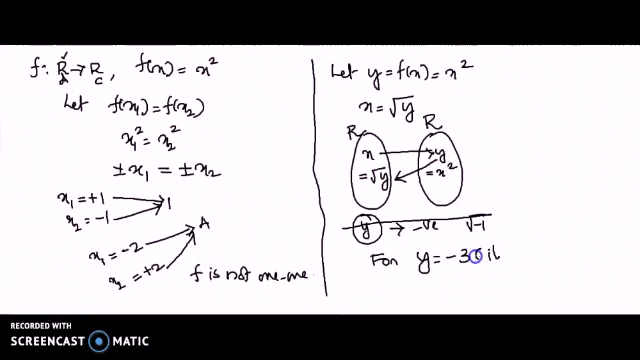 f: R → R, f(x) = x²
d c
Let f(x₁) = f(x₂)
x₁² = x₂²
±x₁ = ±x₂
x₁ = +1
1
x₂ = -1
x₁ = -2
4
x₂ = +2
f is not one-one.
Let y = f(x) = x²
x = √y
R R
x y
= √y = x²
y → -ve √-1
For y = -3 ∈
RECORDED WITH
SCREENCAST MATIC